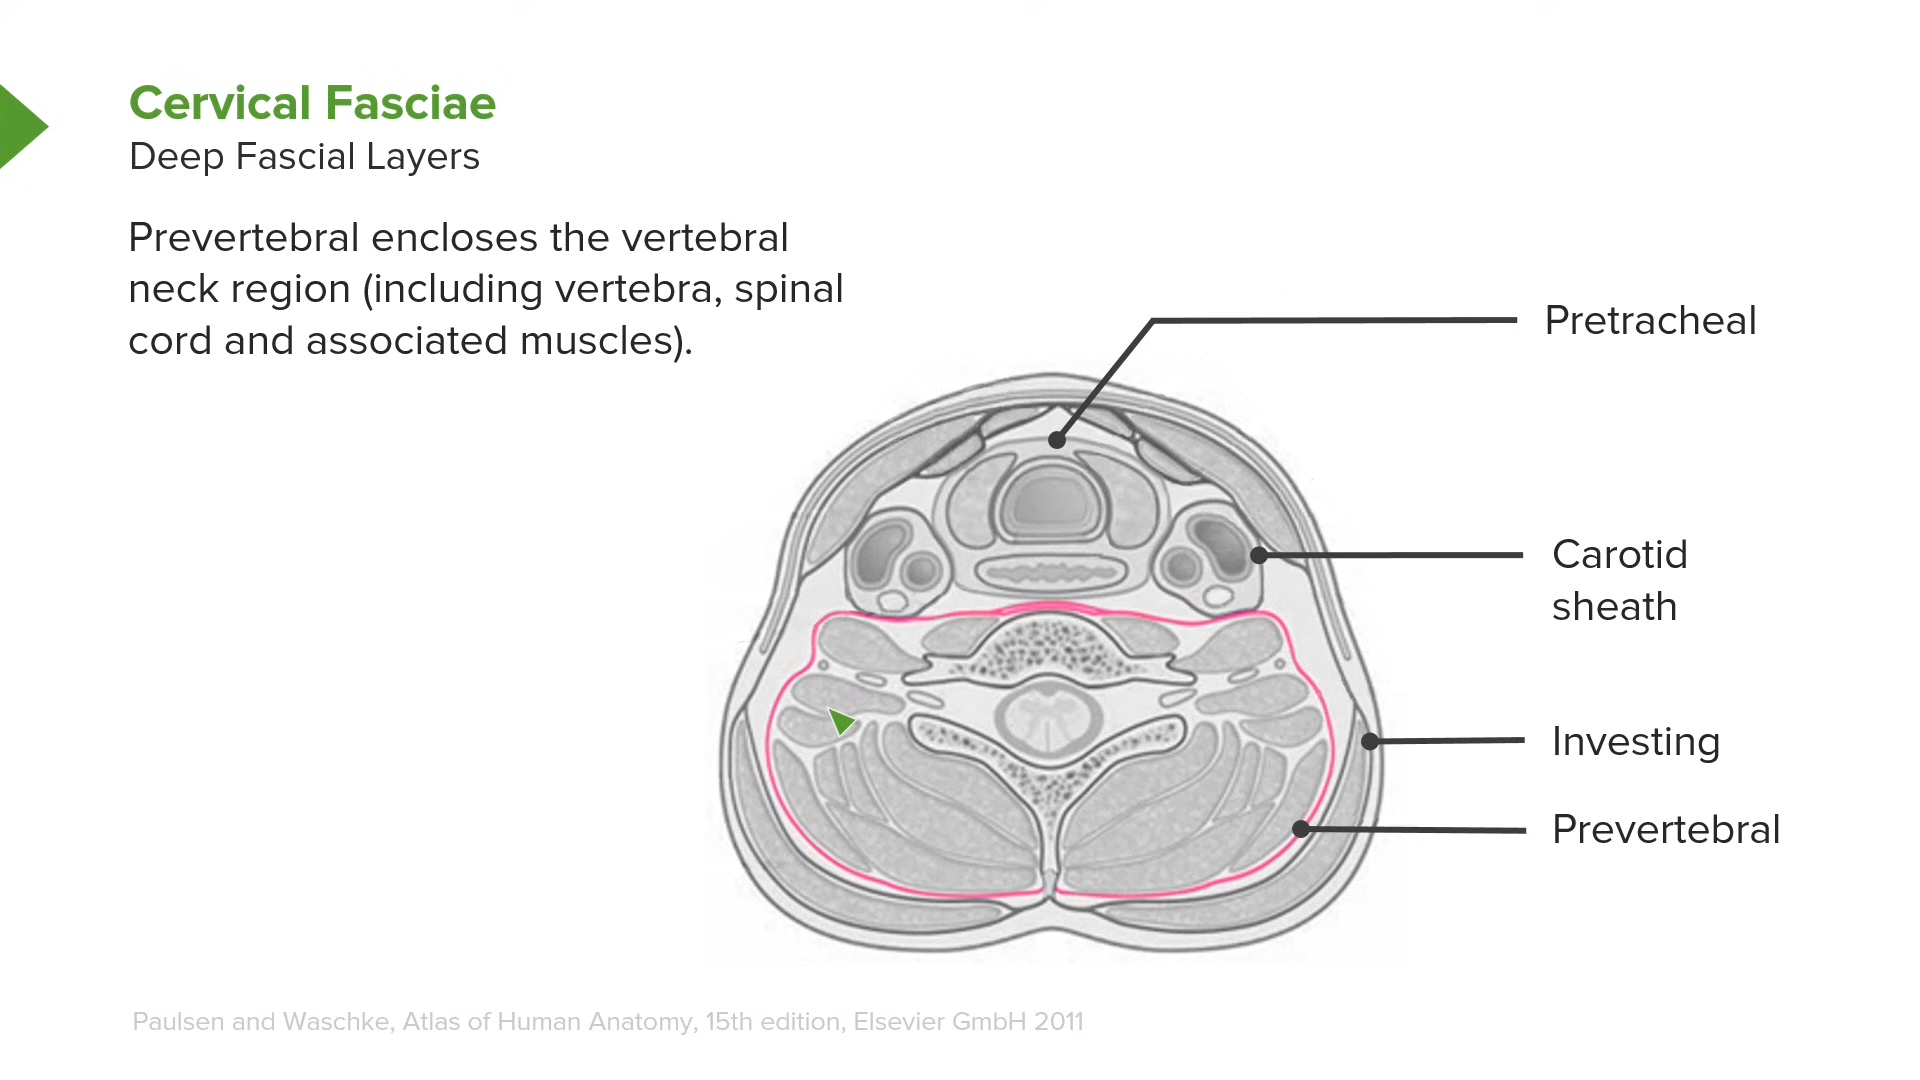 Cervical Fasciae
Deep Fascial Layers
Prevertebral encloses the vertebral
neck region (including vertebra, spinal
cord and associated muscles).
Pretracheal
Carotid
sheath
Investing
Prevertebral
Paulsen and Waschke, Atlas of Human Anatomy, 15th edition, Elsevier GmbH 2011